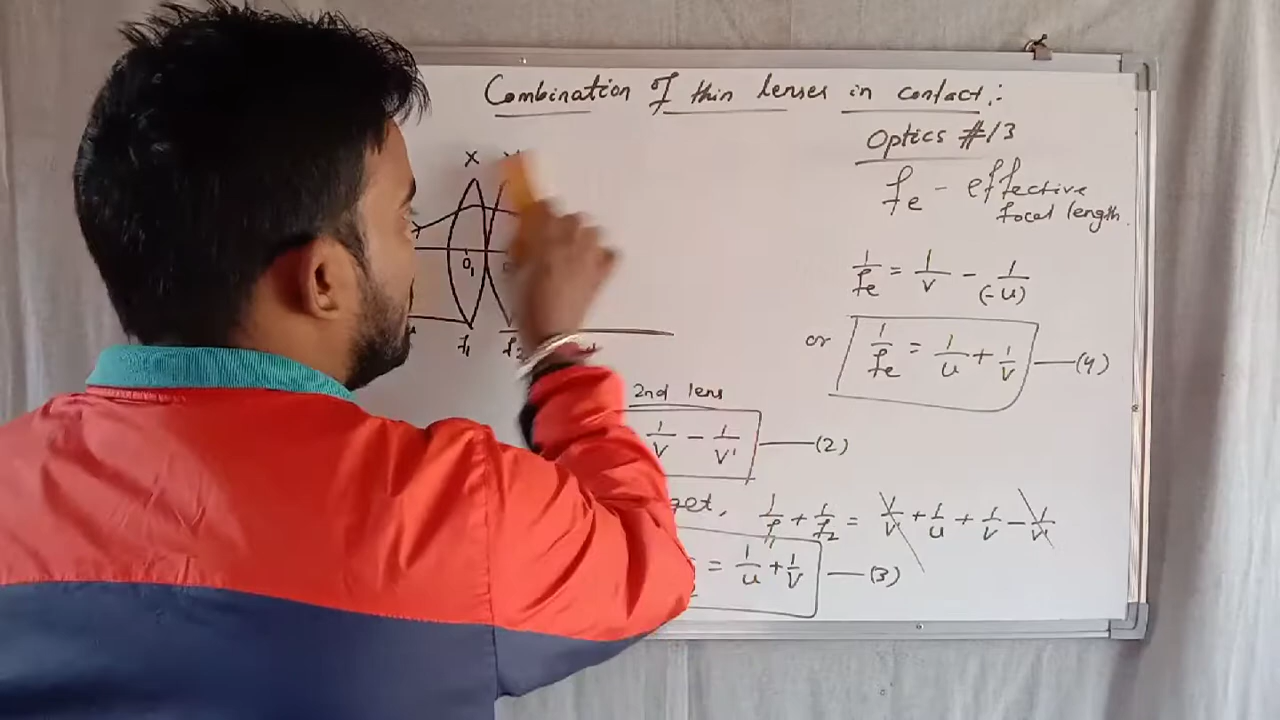 Combination of thin lenses in contact :-
Optics #13
fe - effective
focal length.
X
O1
f1 f2
1/fe = 1/v - 1/(-u)
or 1/fe = 1/u + 1/v —(4)
2nd lens
1/v - 1/v' —(2)
get, 1/f1 + 1/f2 = 1/v' + 1/u + 1/v - 1/v'
= 1/u + 1/v —(3)